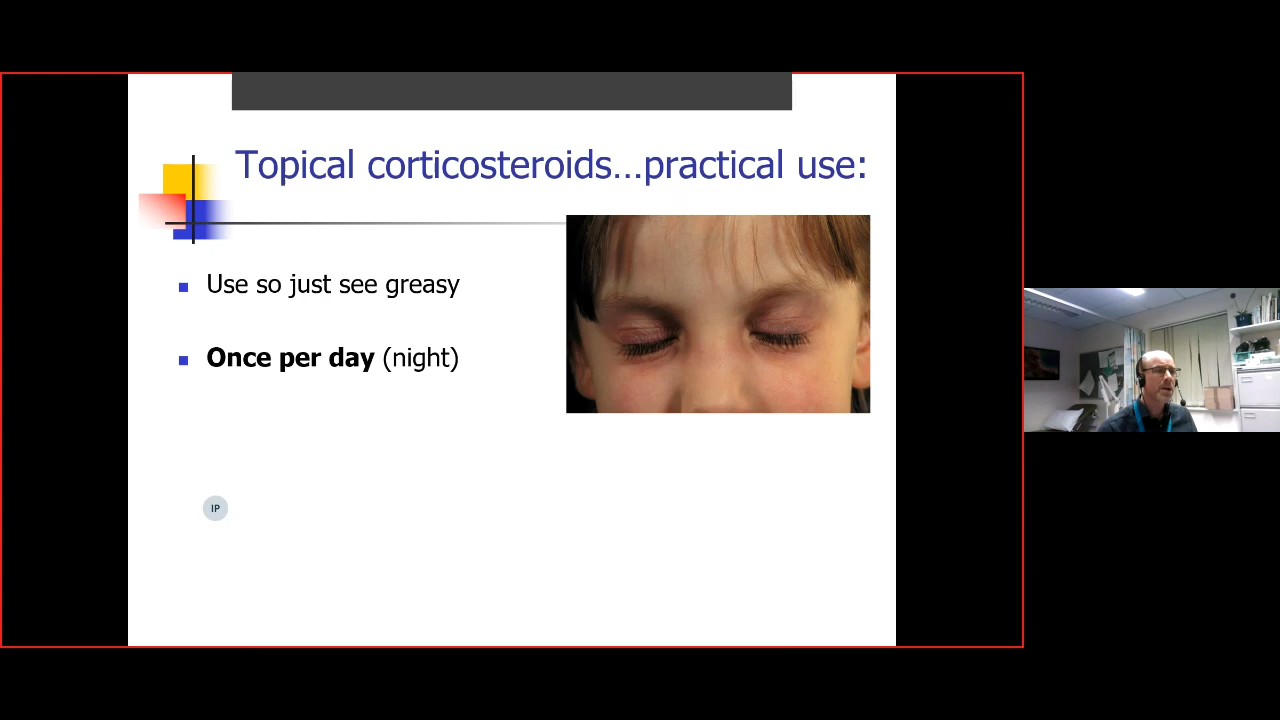 Topical corticosteroids...practical use:
Use so just see greasy
Once per day (night)
IP